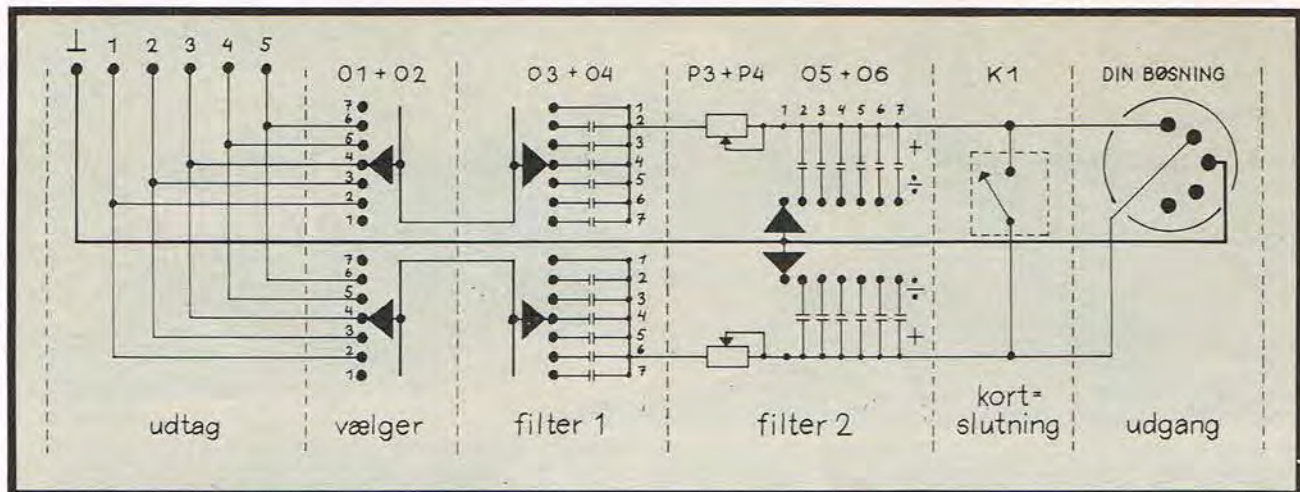 ⊥ 1 2 3 4 5
O1 + O2
O3 + O4
P3 + P4
O5 + O6
K1
DIN BØSNING
7
6
5
4
3
2
1
1
2
3
4
5
6
7
1 2 3 4 5 6 7
+
÷
7
6
5
4
3
2
1
1
2
3
4
5
6
7
÷
+
udtag
vælger
filter 1
filter 2
kort=
slutning
udgang